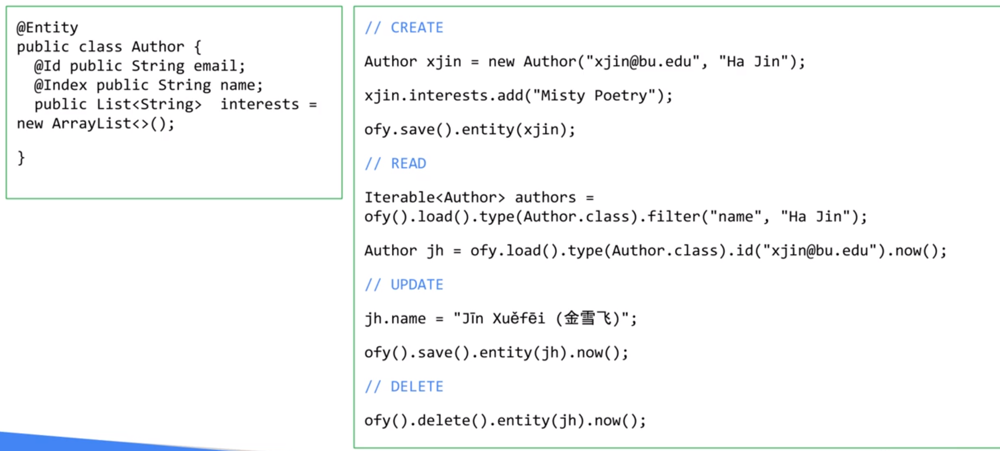 @Entity
public class Author {
  @Id public String email;
  @Index public String name;
  public List<String>  interests =
new ArrayList<>();
}
// CREATE
Author xjin = new Author("xjin@bu.edu", "Ha Jin");
xjin.interests.add("Misty Poetry");
ofy.save().entity(xjin);
// READ
Iterable<Author> authors =
ofy().load().type(Author.class).filter("name", "Ha Jin");
Author jh = ofy.load().type(Author.class).id("xjin@bu.edu").now();
// UPDATE
jh.name = "Jīn Xuěfēi (金雪飞)";
ofy().save().entity(jh).now();
// DELETE
ofy().delete().entity(jh).now();